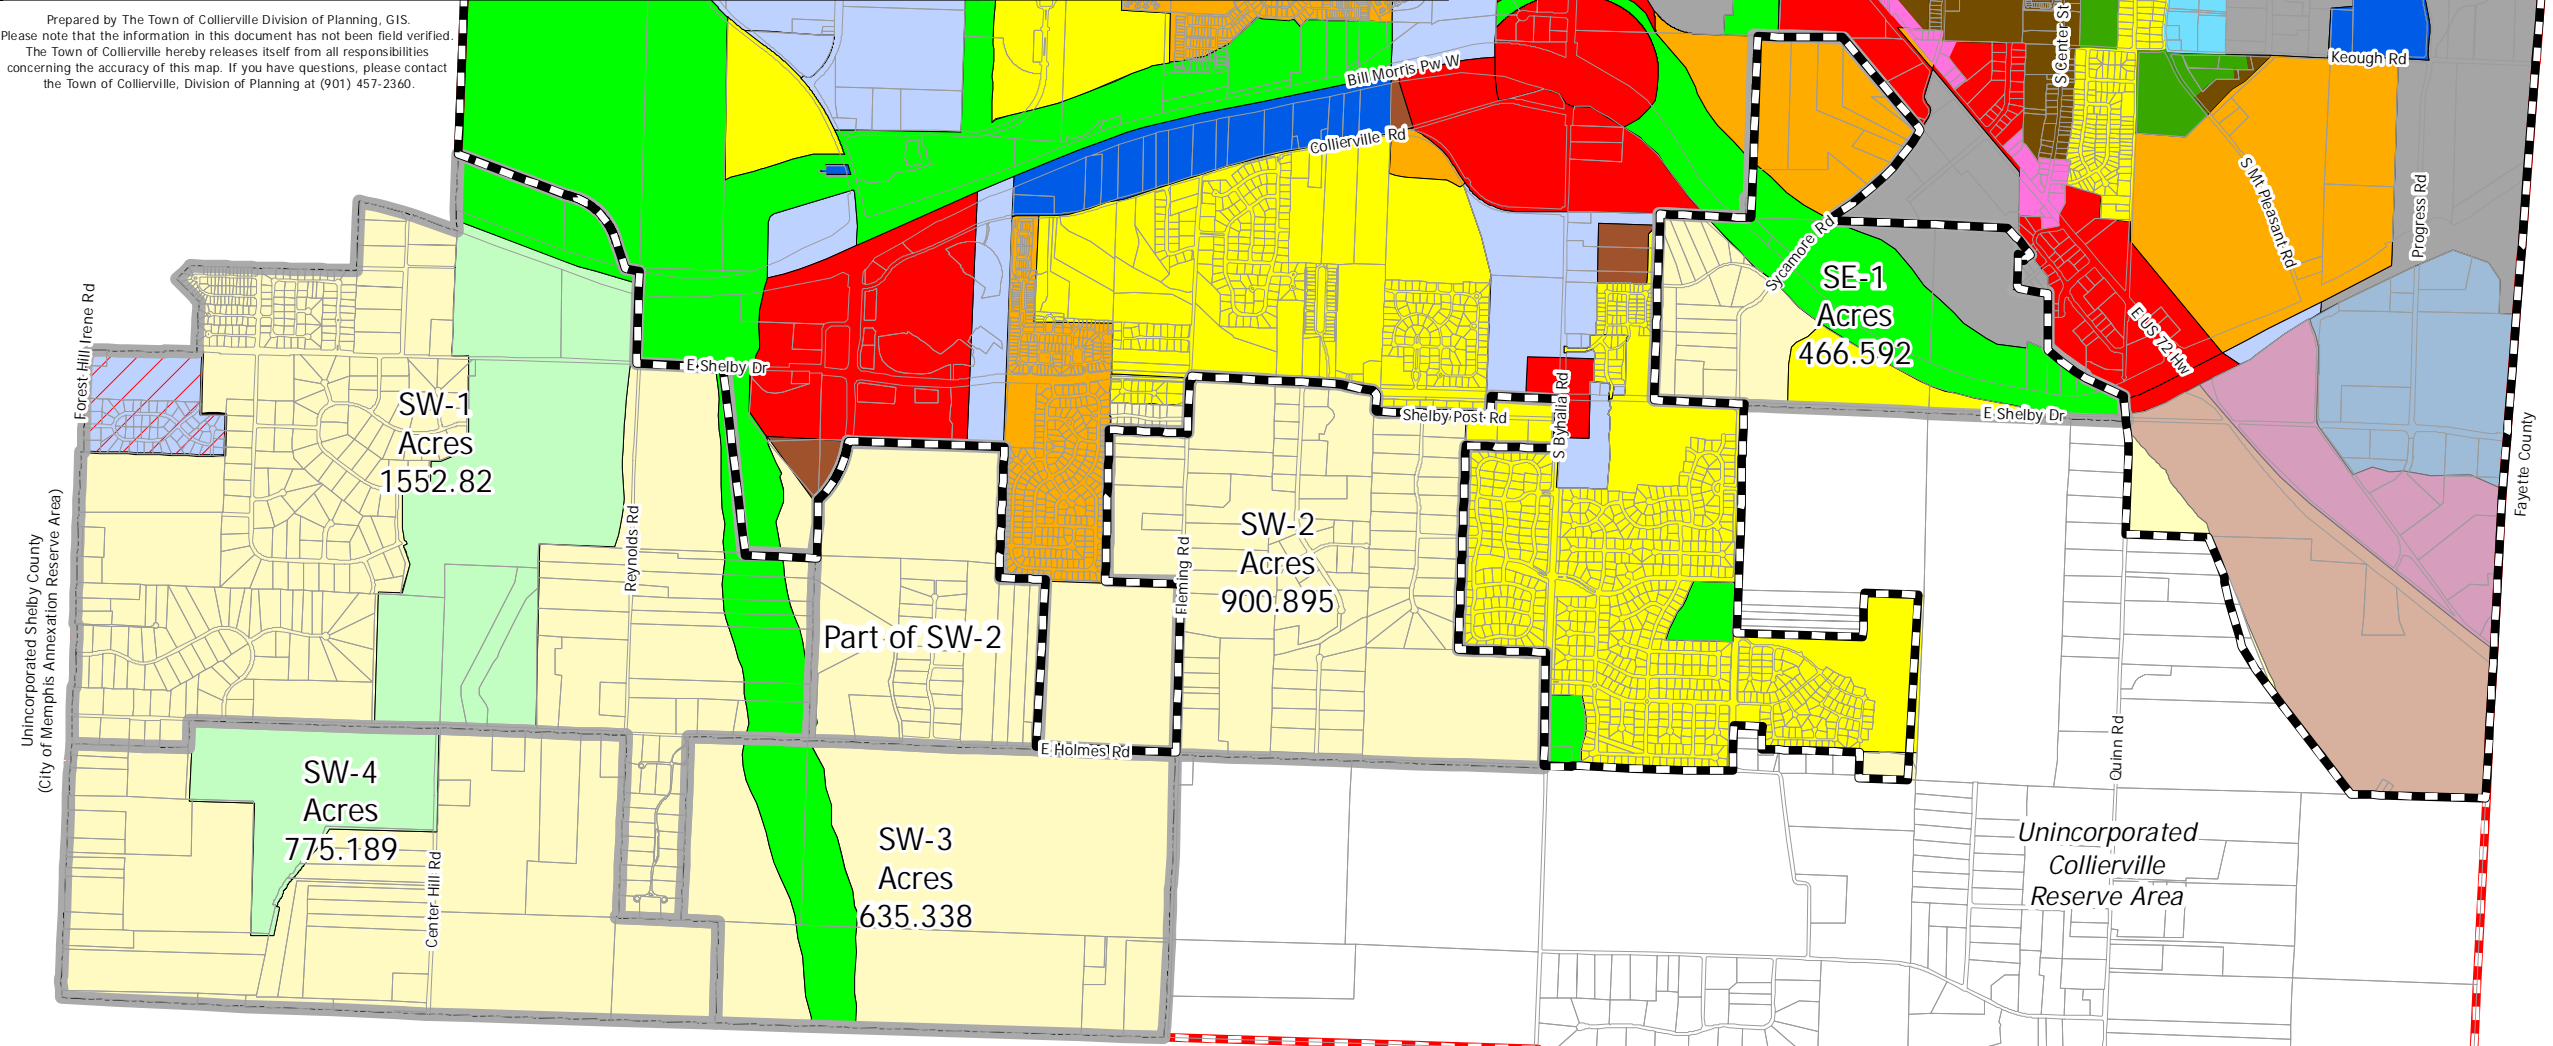 Prepared by The Town of Collierville Division of Planning, GIS.
Please note that the information in this document has not been field verified.
The Town of Collierville hereby releases itself from all responsibilities
concerning the accuracy of this map. If you have questions, please contact
the Town of Collierville, Division of Planning at (901) 457-2360.
S Center St
Keough Rd
Bill Morris Pw W
Collierville Rd
S Mt Pleasant Rd
Progress Rd
Sycamore Rd
SE-1
Acres
466.592
E US 72 Hw
Forest Hill Irene Rd
E Shelby Dr
SW-1
Acres
1552.82
Shelby Post Rd
S Byhalia Rd
E Shelby Dr
Fayette County
Unincorporated Shelby County
(City of Memphis Annexation Reserve Area)
Reynolds Rd
Fleming Rd
SW-2
Acres
900.895
Part of SW-2
E Holmes Rd
Quinn Rd
SW-4
Acres
775.189
Center Hill Rd
SW-3
Acres
635.338
Unincorporated
Collierville
Reserve Area